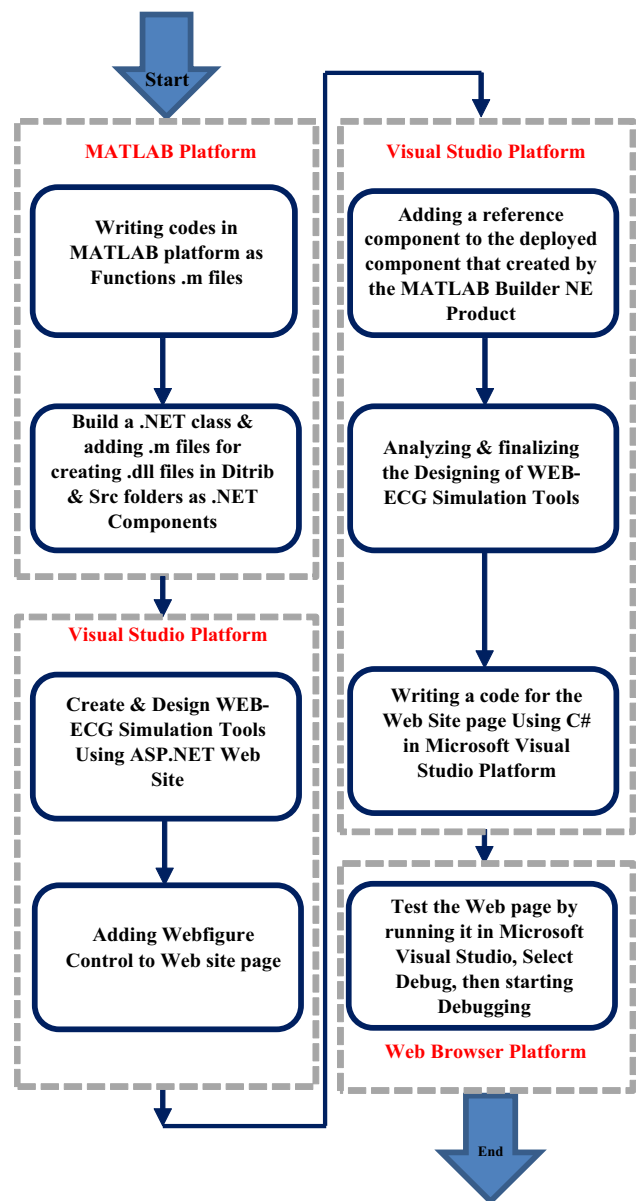 Start
MATLAB Platform
Writing codes in
MATLAB platform as
Functions .m files
Build a .NET class &
adding .m files for
creating .dll files in Ditrib
& Src folders as .NET
Components
Visual Studio Platform
Create & Design WEB-
ECG Simulation Tools
Using ASP.NET Web
Site
Adding Webfigure
Control to Web site page
Visual Studio Platform
Adding a reference
component to the deployed
component that created by
the MATLAB Builder NE
Product
Analyzing & finalizing
the Designing of WEB-
ECG Simulation Tools
Writing a code for the
Web Site page Using C#
in Microsoft Visual
Studio Platform
Test the Web page by
running it in Microsoft
Visual Studio, Select
Debug, then starting
Debugging
Web Browser Platform
End